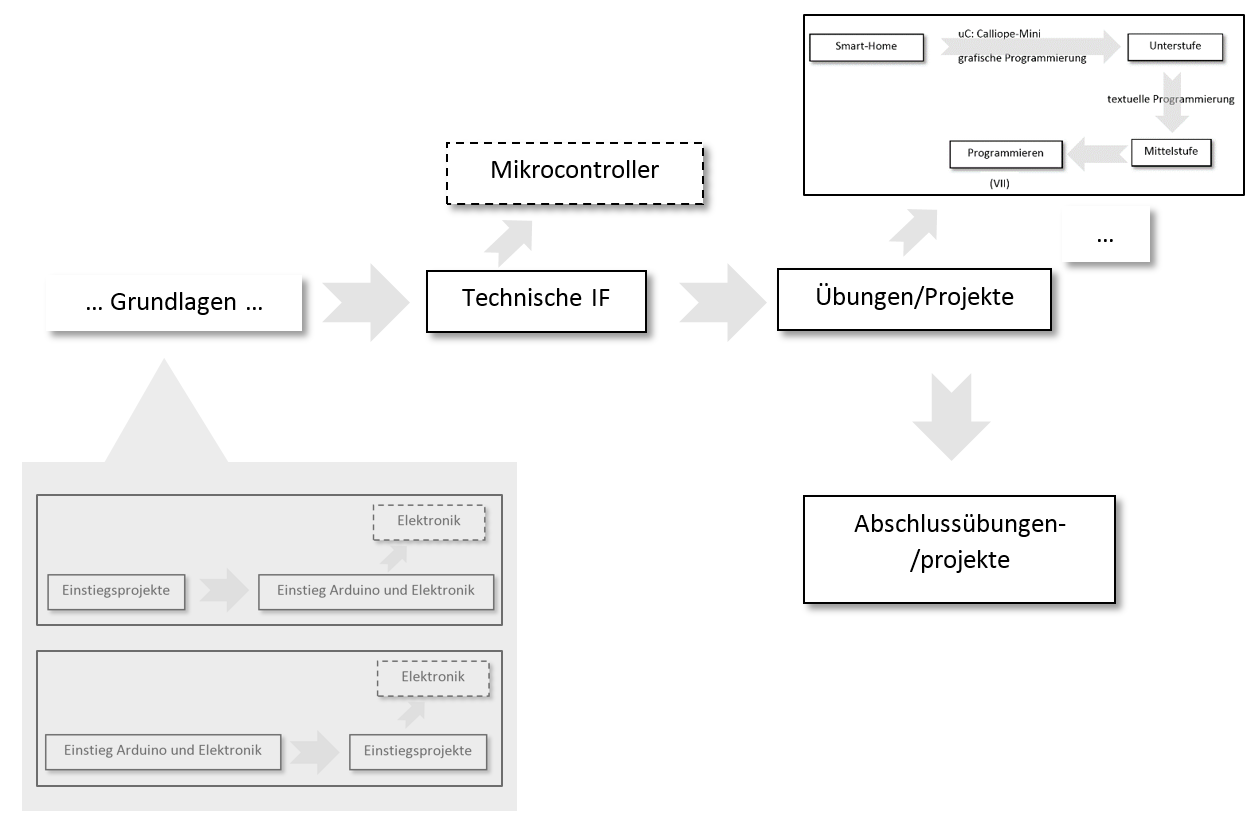 Smart-Home
uC: Calliope-Mini
grafische Programmierung
Unterstufe
textuelle Programmierung
Mittelstufe
Programmieren
(VII)
Mikrocontroller
...
... Grundlagen ...
Technische IF
Übungen/Projekte
Abschlussübungen-
/projekte
Elektronik
Einstiegsprojekte
Einstieg Arduino und Elektronik
Elektronik
Einstieg Arduino und Elektronik
Einstiegsprojekte